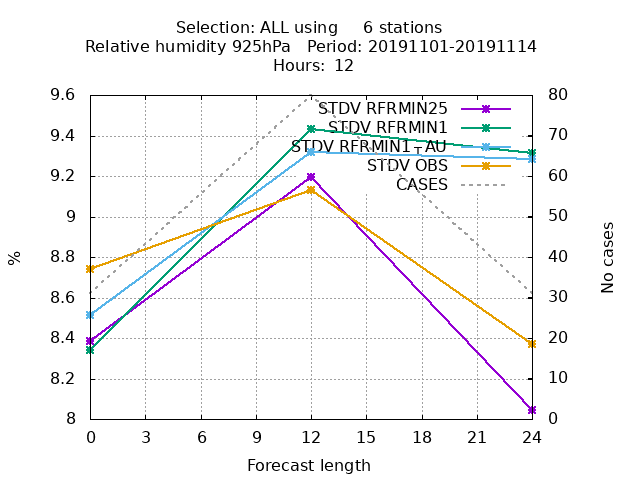 Selection: ALL using 6 stations
Relative humidity 925hPa Period: 20191101-20191114
Hours: 12
STDV RFRMIN25
STDV RFRMIN1
STDV RFRMIN1_AU
STDV OBS
CASES
9.6
9.4
9.2
9
8.8
8.6
8.4
8.2
8
%
80
70
60
50
40
30
20
10
0
No cases
0 3 6 9 12 15 18 21 24
Forecast length